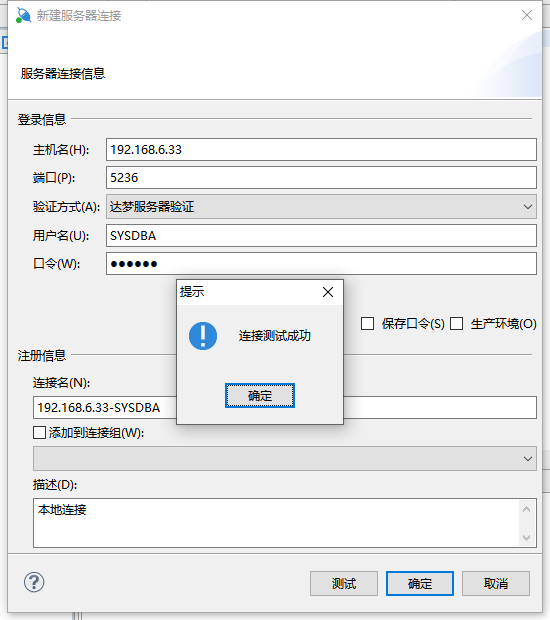 新建服务器连接
服务器连接信息
登录信息
主机名(H):
192.168.6.33
端口(P):
5236
验证方式(A):
达梦服务器验证
用户名(U):
SYSDBA
口令(W):
●●●●●●
提示
连接测试成功
确定
保存口令(S)
生产环境(O)
注册信息
连接名(N):
192.168.6.33-SYSDBA
添加到连接组(W):
描述(D):
本地连接
?
测试
确定
取消